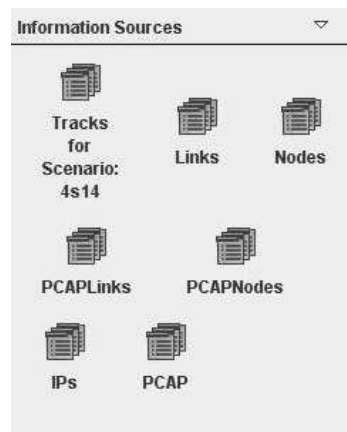 Information Sources
Tracks
for
Scenario:
4s14
Links
Nodes
PCAPLinks
PCAPNodes
IPs
PCAP